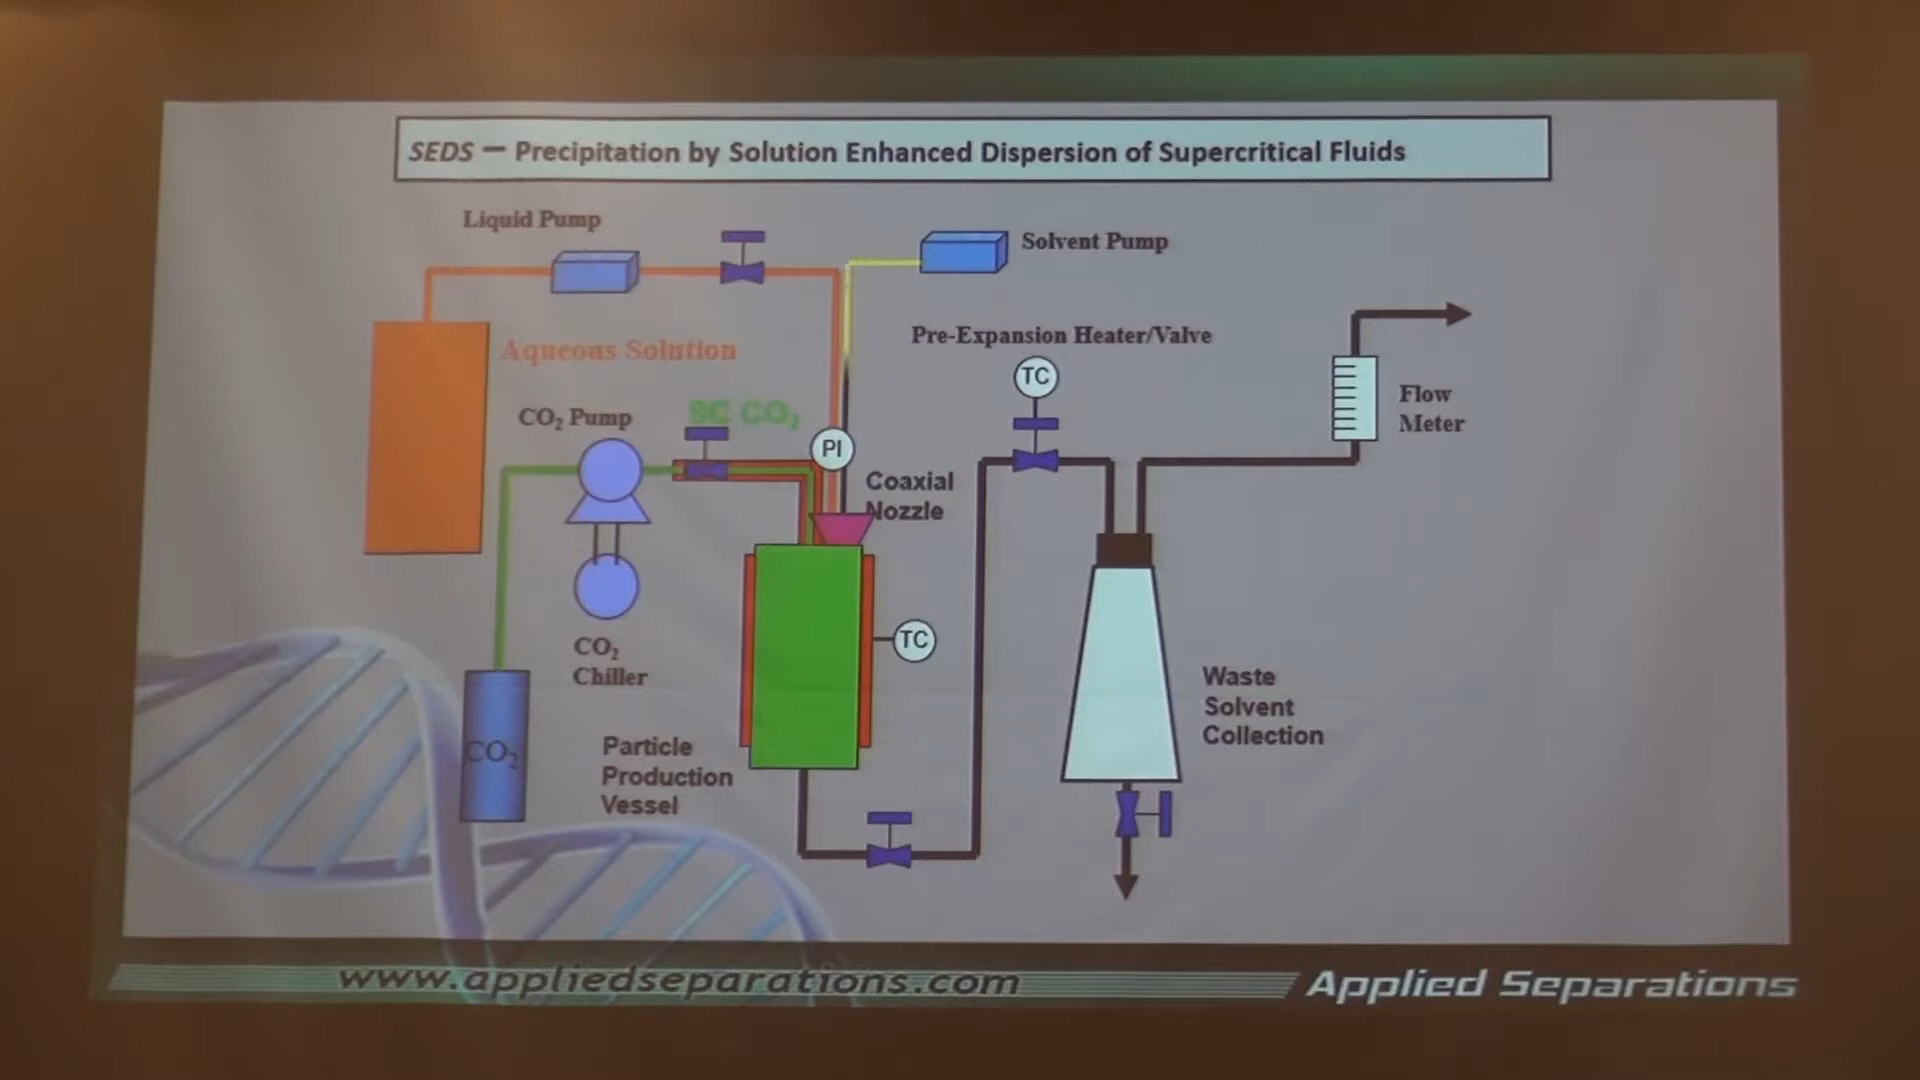 SEDS — Precipitation by Solution Enhanced Dispersion of Supercritical Fluids
Liquid Pump
Solvent Pump
Aqueous Solution
Pre-Expansion Heater/Valve
TC
CO₂ Pump
SC CO₂
PI
Coaxial
Nozzle
Flow
Meter
TC
CO₂
Chiller
CO₂
Particle
Production
Vessel
Waste
Solvent
Collection
www.appliedseparations.com
Applied Separations